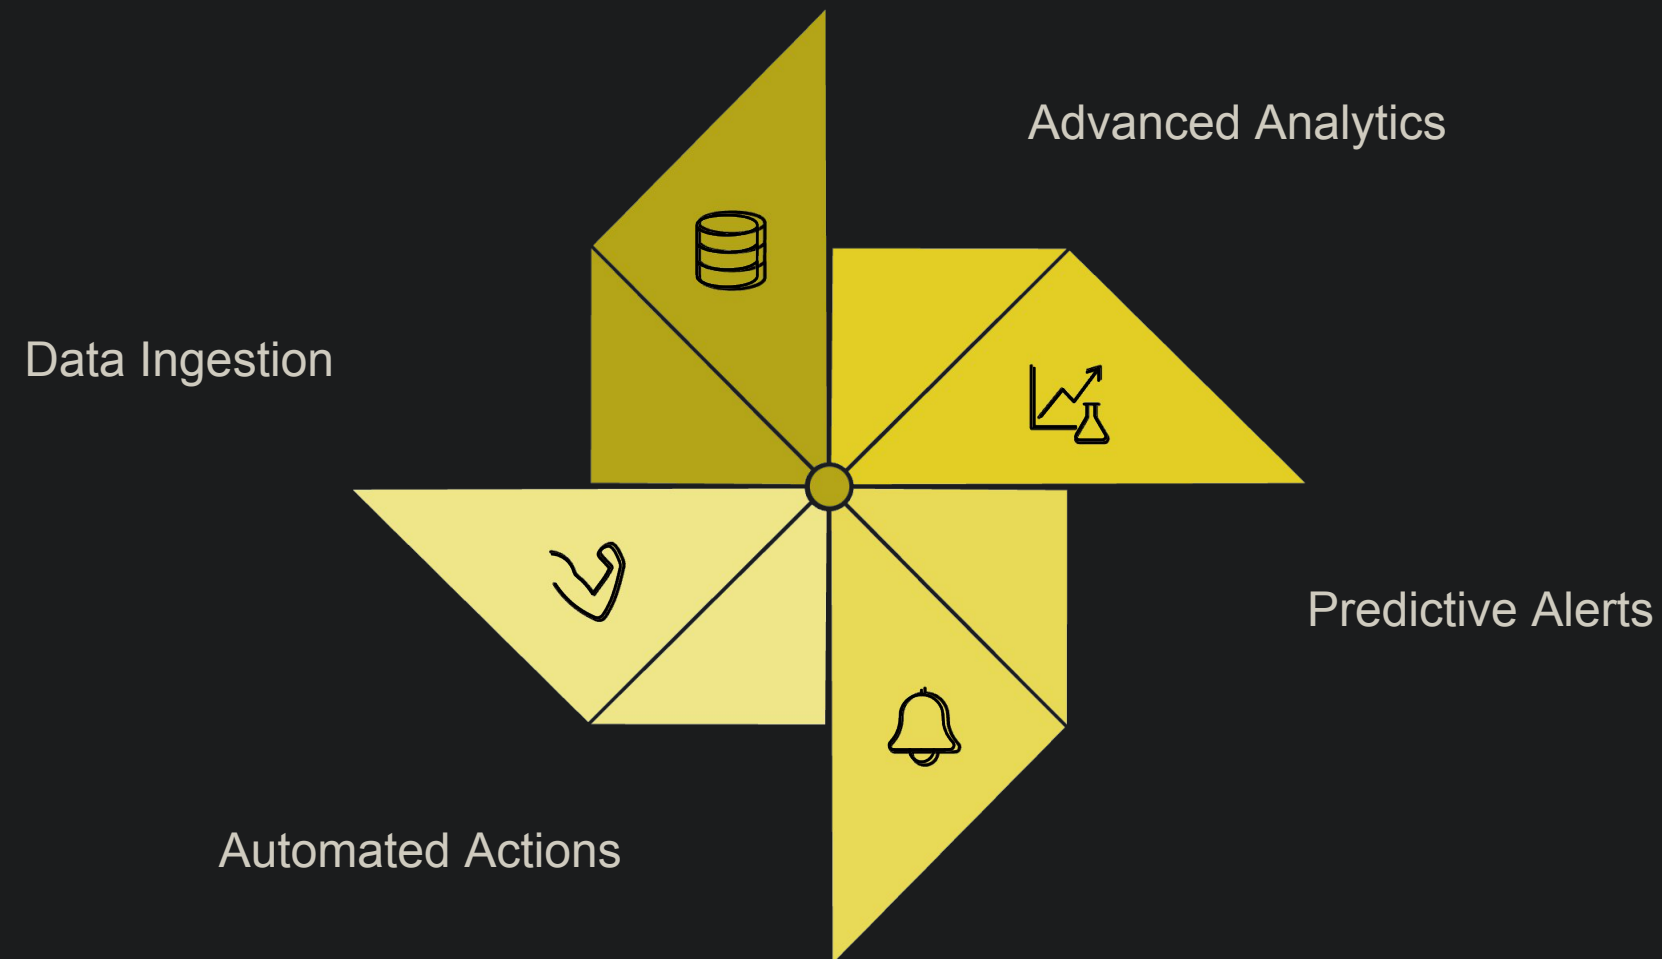 Advanced Analytics
Data Ingestion
Predictive Alerts
Automated Actions